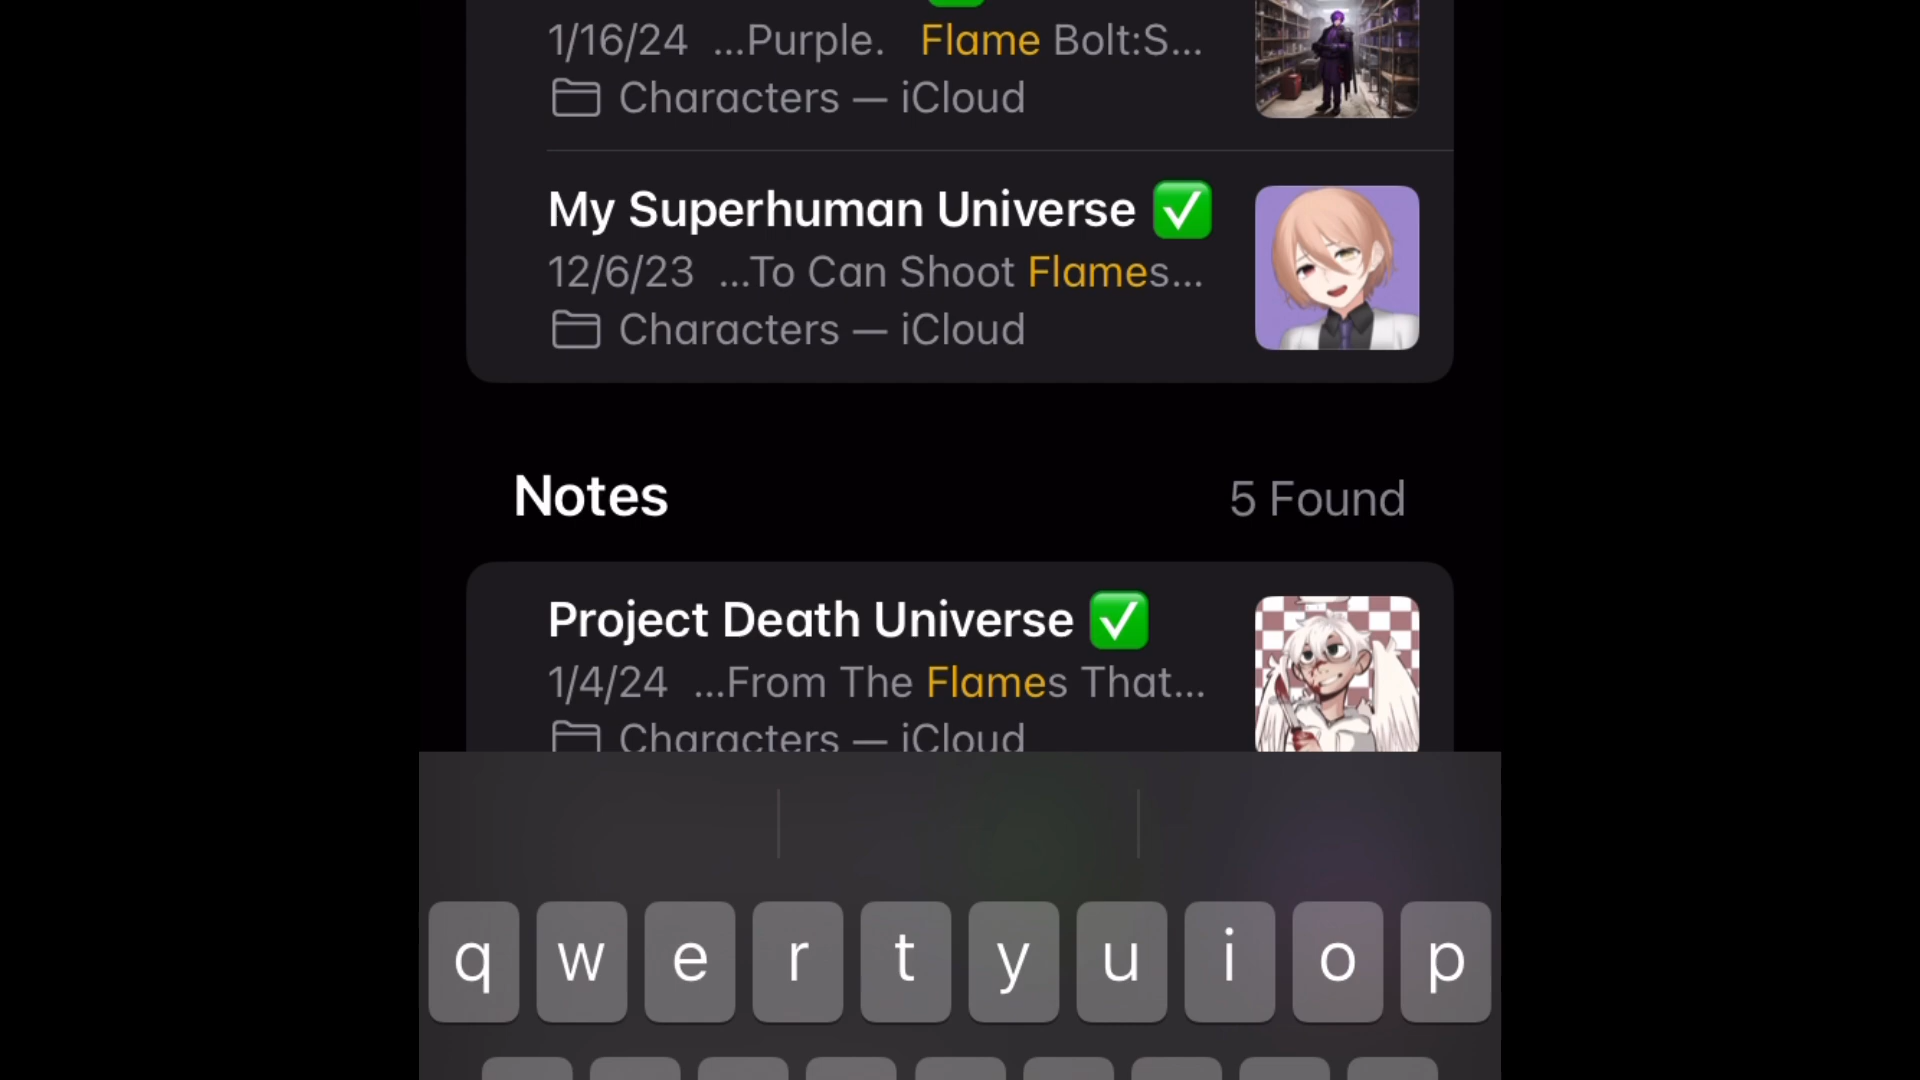 1/16/24 ...Purple. Flame Bolt:S...
Characters — iCloud
My Superhuman Universe ✅
12/6/23 ...To Can Shoot Flames...
Characters — iCloud
Notes
5 Found
Project Death Universe ✅
1/4/24 ...From The Flames That...
Characters — iCloud
q w e r t y u i o p